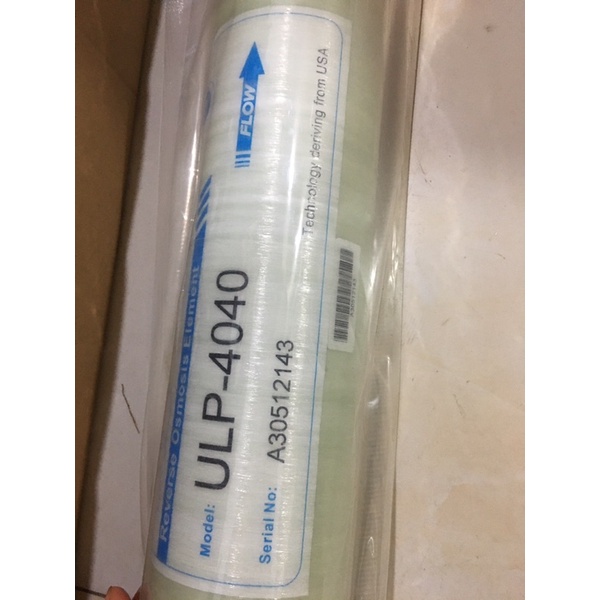 Reverse Osmosis Element
FLOW
Model: ULP-4040
Serial No: A30512143
Technology deriving from USA